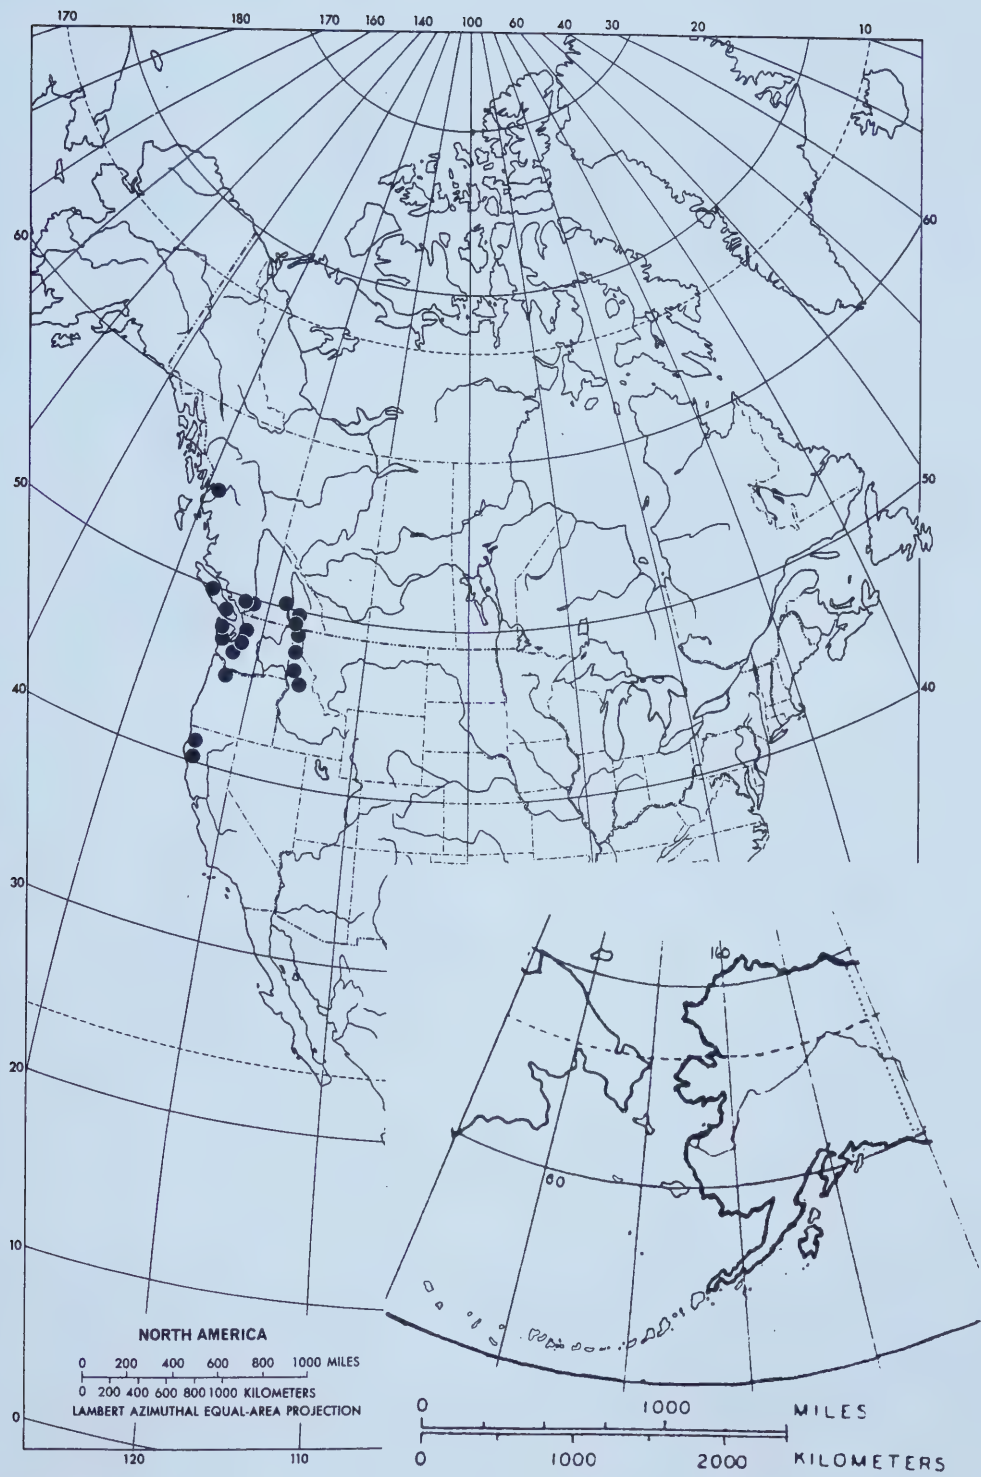 170 180 170 160 140 120 100 80 60 40 30 20 10
60 60
50 50
40 40
30
20
10
0
120 110
NORTH AMERICA
0 200 400 600 800 1000 MILES
0 200 400 600 800 1000 KILOMETERS
LAMBERT AZIMUTHAL EQUAL-AREA PROJECTION
160
60
0 1000 MILES
0 1000 2000 KILOMETERS